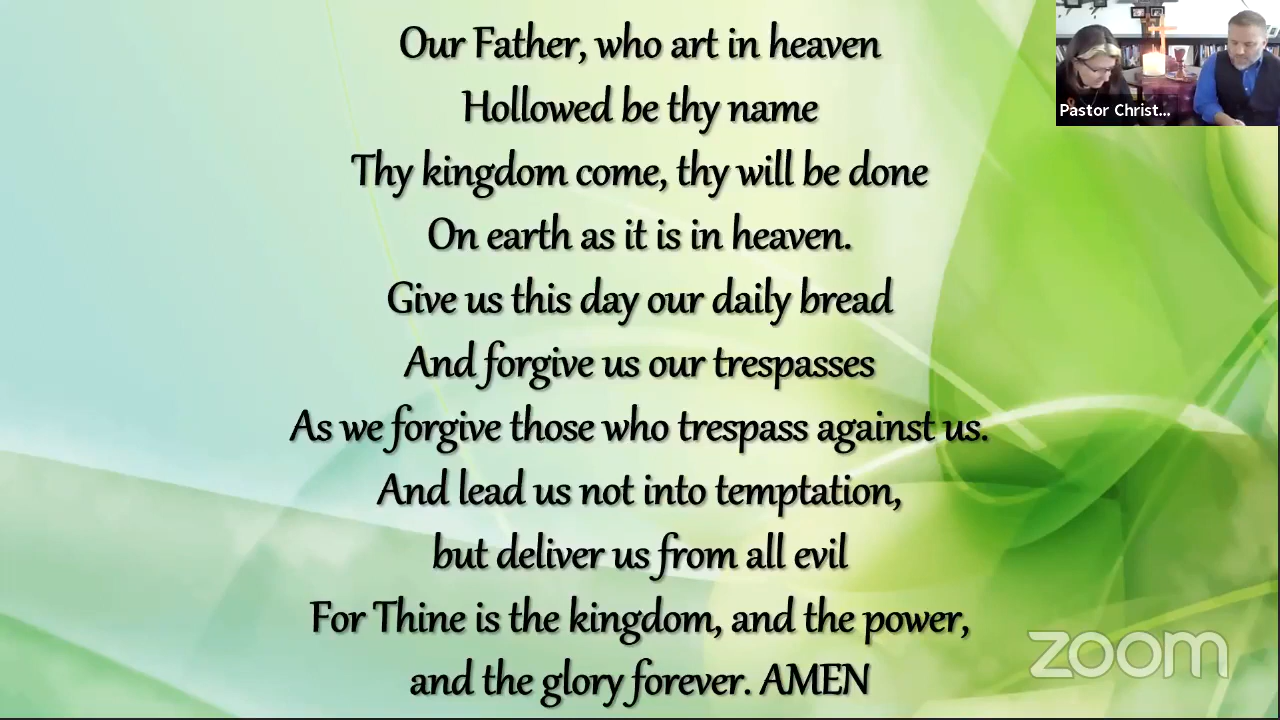 Our Father, who art in heaven
Hollowed be thy name
Thy kingdom come, thy will be done
On earth as it is in heaven.
Give us this day our daily bread
And forgive us our trespasses
As we forgive those who trespass against us.
And lead us not into temptation,
but deliver us from all evil
For Thine is the kingdom, and the power,
and the glory forever. AMEN
Pastor Christ...
zoom